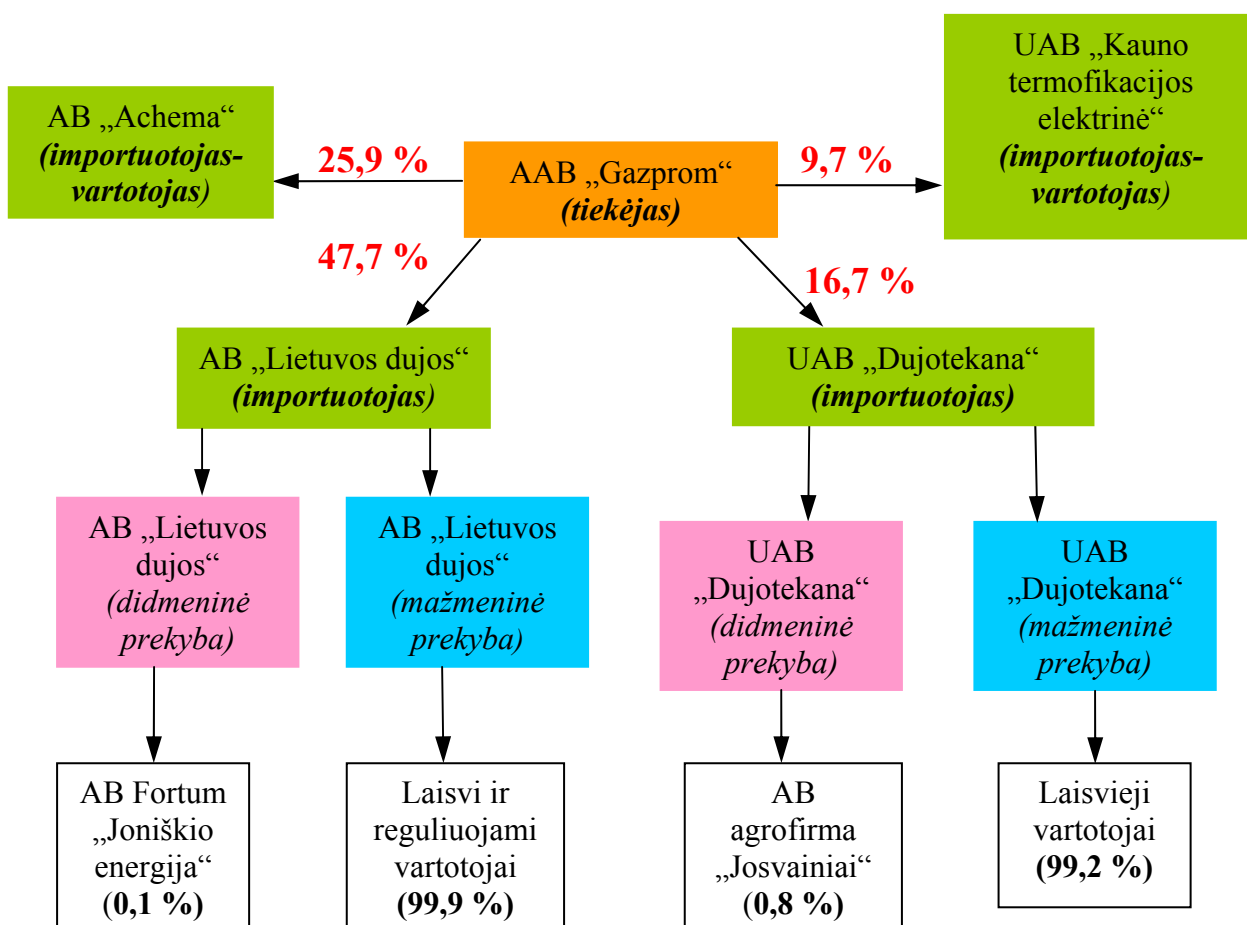 AB „Achema“
(importuotojas-
vartotojas)
25,9 %
AAB „Gazprom“
(tiekėjas)
9,7 %
UAB „Kauno
termofikacijos
elektrinė“
(importuotojas-
vartotojas)
47,7 %
16,7 %
AB „Lietuvos dujos“
(importuotojas)
UAB „Dujotekana“
(importuotojas)
AB „Lietuvos
dujos“
(didmeninė
prekyba)
AB „Lietuvos
dujos“
(mažmeninė
prekyba)
UAB
„Dujotekana“
(didmeninė
prekyba)
UAB
„Dujotekana“
(mažmeninė
prekyba)
AB Fortum
„Joniškio
energija“
(0,1 %)
Laisvi ir
reguliuojami
vartotojai
(99,9 %)
AB
agrofirma
„Josvainiai“
(0,8 %)
Laisvieji
vartotojai
(99,2 %)